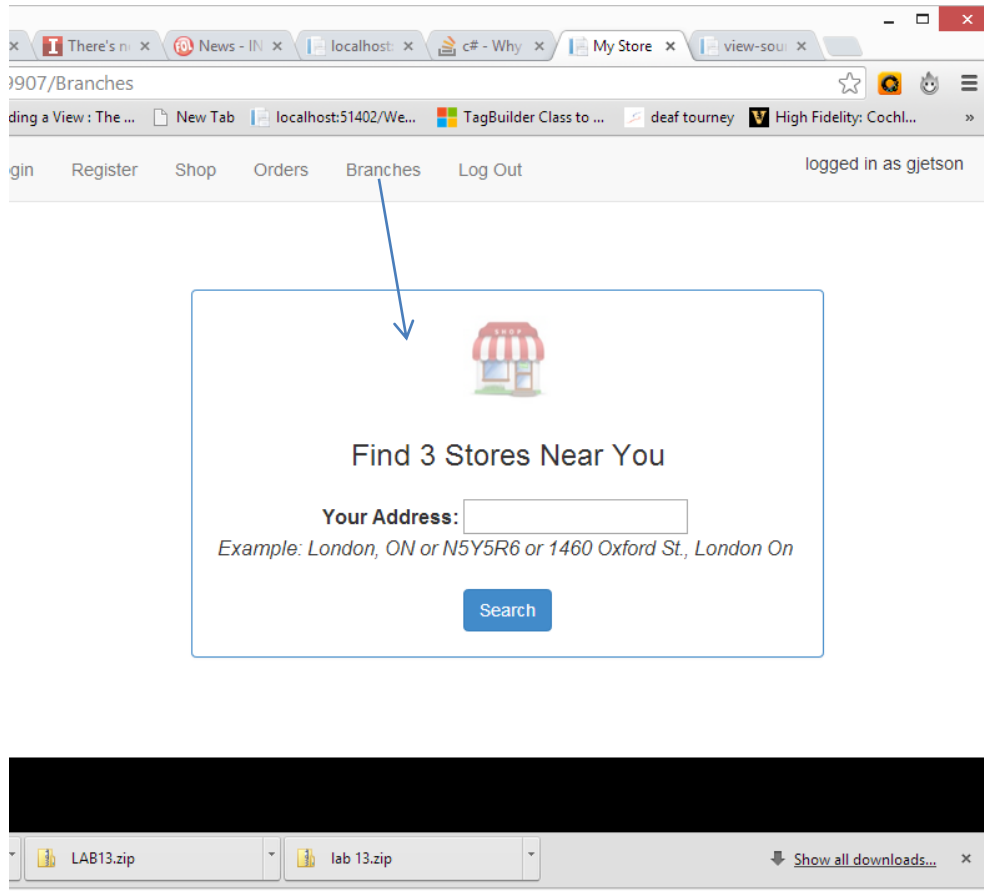 There's n
News - IN
localhost:
c# - Why
My Store
view-sour
9907/Branches
ding a View : The ... New Tab localhost:51402/We... TagBuilder Class to ... deaf tourney High Fidelity: Cochl... »
gin Register Shop Orders Branches Log Out logged in as gjetson
SHOP
Find 3 Stores Near You
Your Address:
Example: London, ON or N5Y5R6 or 1460 Oxford St., London On
Search
LAB13.zip lab 13.zip Show all downloads...